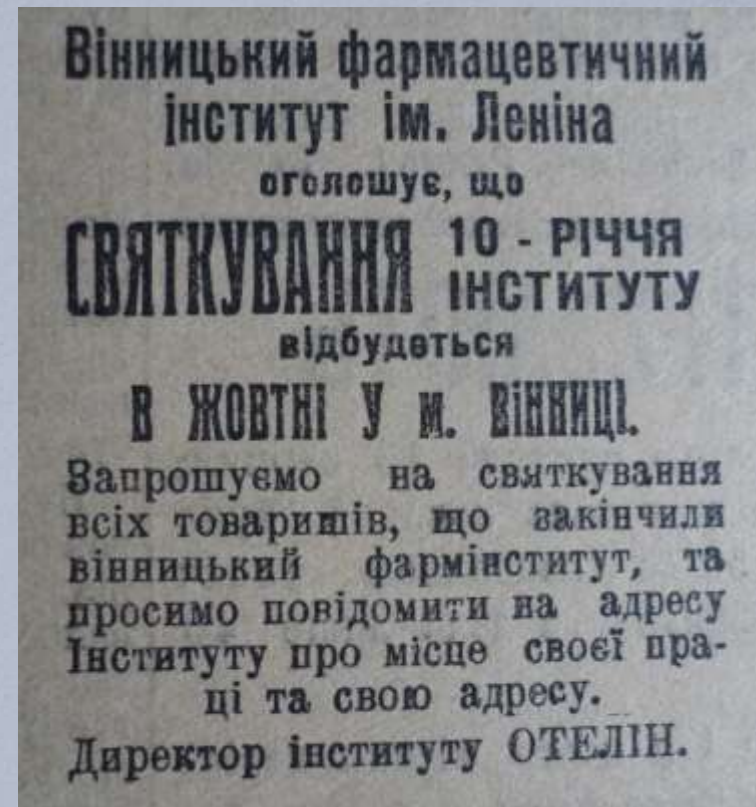 Вінницький фармацевтичний
інститут ім. Леніна
оголошує, що
СВЯТКУВАННЯ 10 - РІЧЧЯ
ІНСТИТУТУ
відбудеться
В ЖОВТНІ У м. ВІННИЦІ.
Запрошуємо на святкування
всіх товаришів, що закінчили
вінницький фармінститут, та
просимо повідомити на адресу
Інституту про місце своєї пра-
ці та свою адресу.
Директор інституту ОТЕЛІН.